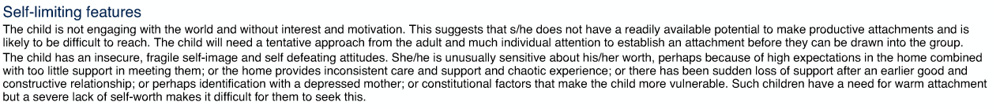 Self-limiting features
The child is not engaging with the world and without interest and motivation. This suggests that s/he does not have a readily available potential to make productive attachments and is
likely to be difficult to reach. The child will need a tentative approach from the adult and much individual attention to establish an attachment before they can be drawn into the group.
The child has an insecure, fragile self-image and self defeating attitudes. She/he is unusually sensitive about his/her worth, perhaps because of high expectations in the home combined
with too little support in meeting them; or the home provides inconsistent care and support and chaotic experience; or there has been sudden loss of support after an earlier good and
constructive relationship; or perhaps identification with a depressed mother; or constitutional factors that make the child more vulnerable. Such children have a need for warm attachment
but a severe lack of self-worth makes it difficult for them to seek this.